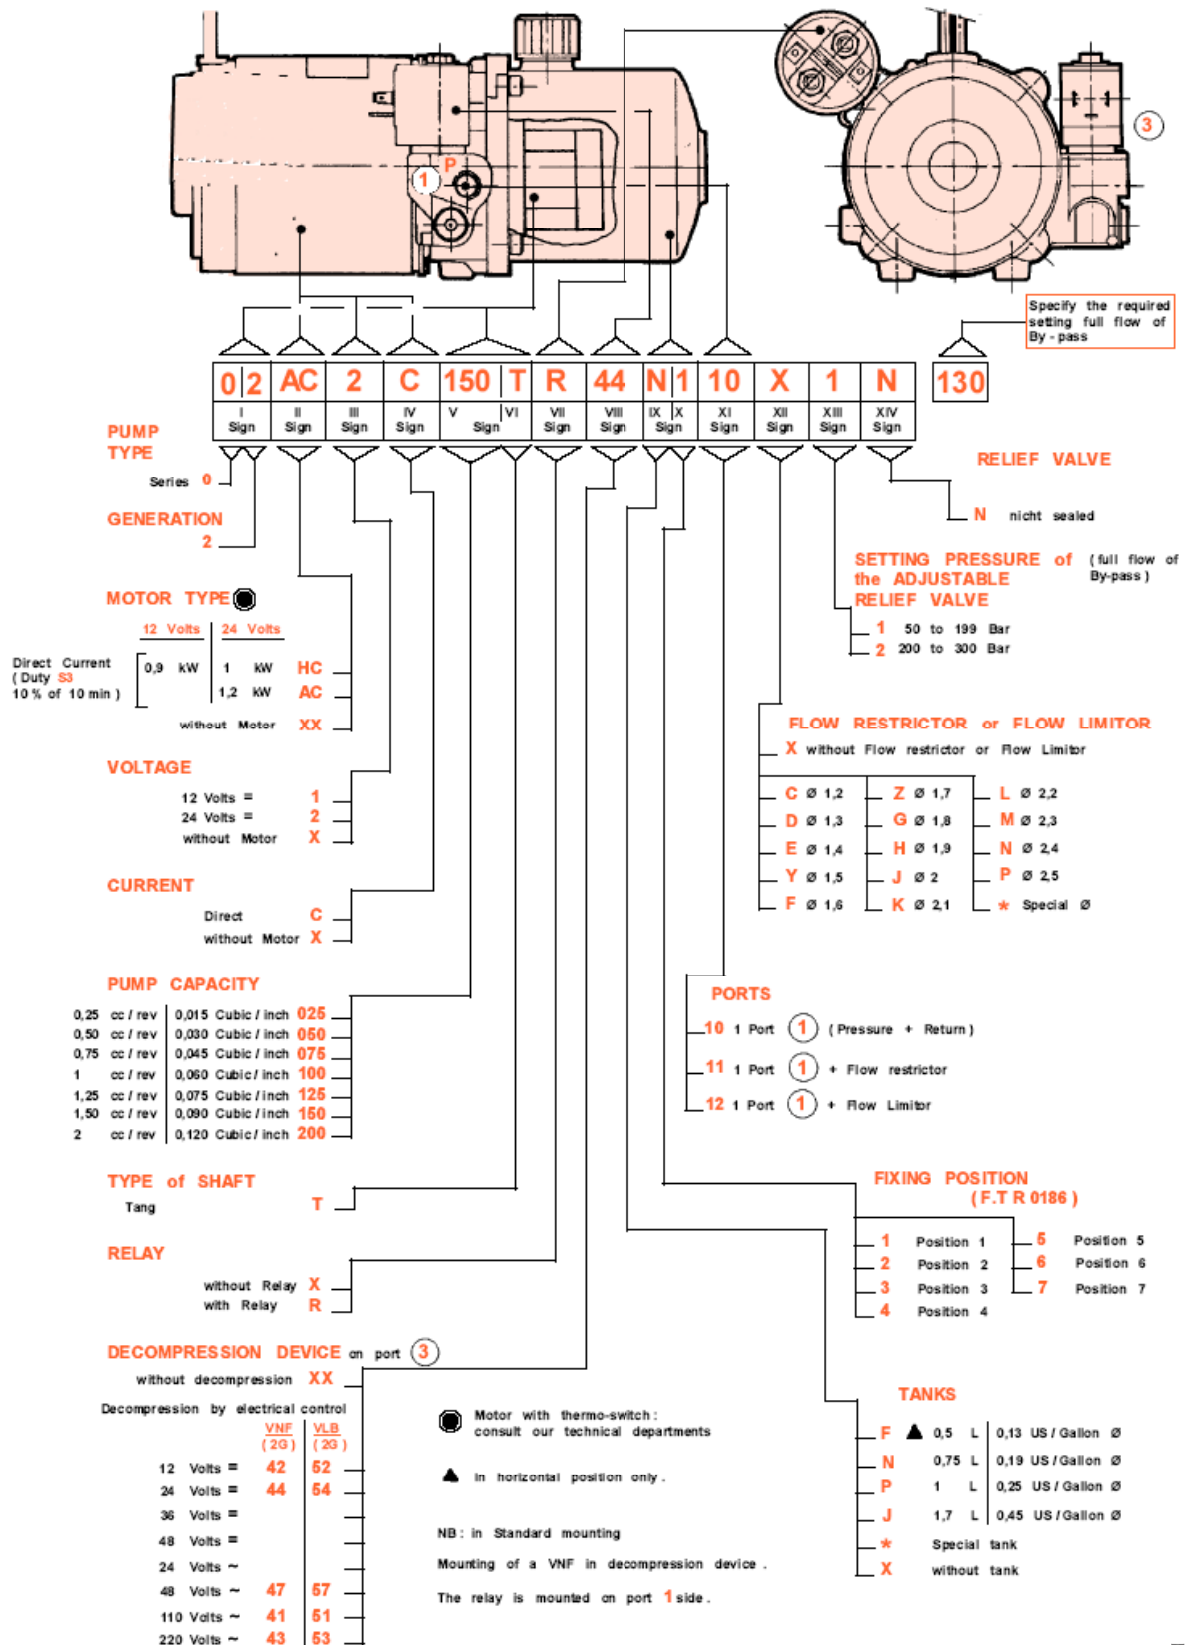 P
1
3
Specify the required
setting full flow of
By - pass
0 2 AC 2 C 150 T R 44 N 1 10 X 1 N 130
I II III IV V VI VII VIII IX X XI XII XIII XIV
Sign Sign Sign Sign Sign Sign Sign Sign Sign Sign Sign Sign
PUMP
TYPE
Series 0
GENERATION
2
MOTOR TYPE
12 Volts 24 Volts
Direct Current
( Duty S3
10 % of 10 min )
0,9 kW 1 kW HC
1,2 kW AC
without Motor XX
VOLTAGE
12 Volts = 1
24 Volts = 2
without Motor X
CURRENT
Direct C
without Motor X
PUMP CAPACITY
0,25 cc / rev 0,015 Cubic / inch 025
0,50 cc / rev 0,030 Cubic / inch 050
0,75 cc / rev 0,045 Cubic / inch 075
1 cc / rev 0,060 Cubic / inch 100
1,25 cc / rev 0,075 Cubic / inch 125
1,50 cc / rev 0,090 Cubic / inch 150
2 cc / rev 0,120 Cubic / inch 200
TYPE of SHAFT
Tang T
RELAY
without Relay X
with Relay R
DECOMPRESSION DEVICE on port 3
without decompression XX
Decompression by electrical control
VNF VLB
( 2G ) ( 2G )
12 Volts = 42 52
24 Volts = 44 54
36 Volts =
48 Volts =
24 Volts ~
48 Volts ~ 47 57
110 Volts ~ 41 51
220 Volts ~ 43 53
RELIEF VALVE
N nicht sealed
SETTING PRESSURE of ( full flow of
the ADJUSTABLE By-pass )
RELIEF VALVE
1 50 to 199 Bar
2 200 to 300 Bar
FLOW RESTRICTOR or FLOW LIMITOR
X without Flow restrictor or Flow Limitor
C Ø 1,2 Z Ø 1,7 L Ø 2,2
D Ø 1,3 G Ø 1,8 M Ø 2,3
E Ø 1,4 H Ø 1,9 N Ø 2,4
Y Ø 1,5 J Ø 2 P Ø 2,5
F Ø 1,6 K Ø 2,1 * Special Ø
PORTS
10 1 Port 1 ( Pressure + Return )
11 1 Port 1 + Flow restrictor
12 1 Port 1 + Flow Limitor
FIXING POSITION
( F.T R 0186 )
1 Position 1 5 Position 5
2 Position 2 6 Position 6
3 Position 3 7 Position 7
4 Position 4
TANKS
F ▲ 0,5 L 0,13 US / Gallon Ø
N 0,75 L 0,19 US / Gallon Ø
P 1 L 0,25 US / Gallon Ø
J 1,7 L 0,45 US / Gallon Ø
* Special tank
X without tank
Motor with thermo-switch :
consult our technical departments
▲ In horizontal position only .
NB : in Standard mounting
Mounting of a VNF in decompression device .
The relay is mounted on port 1 side .